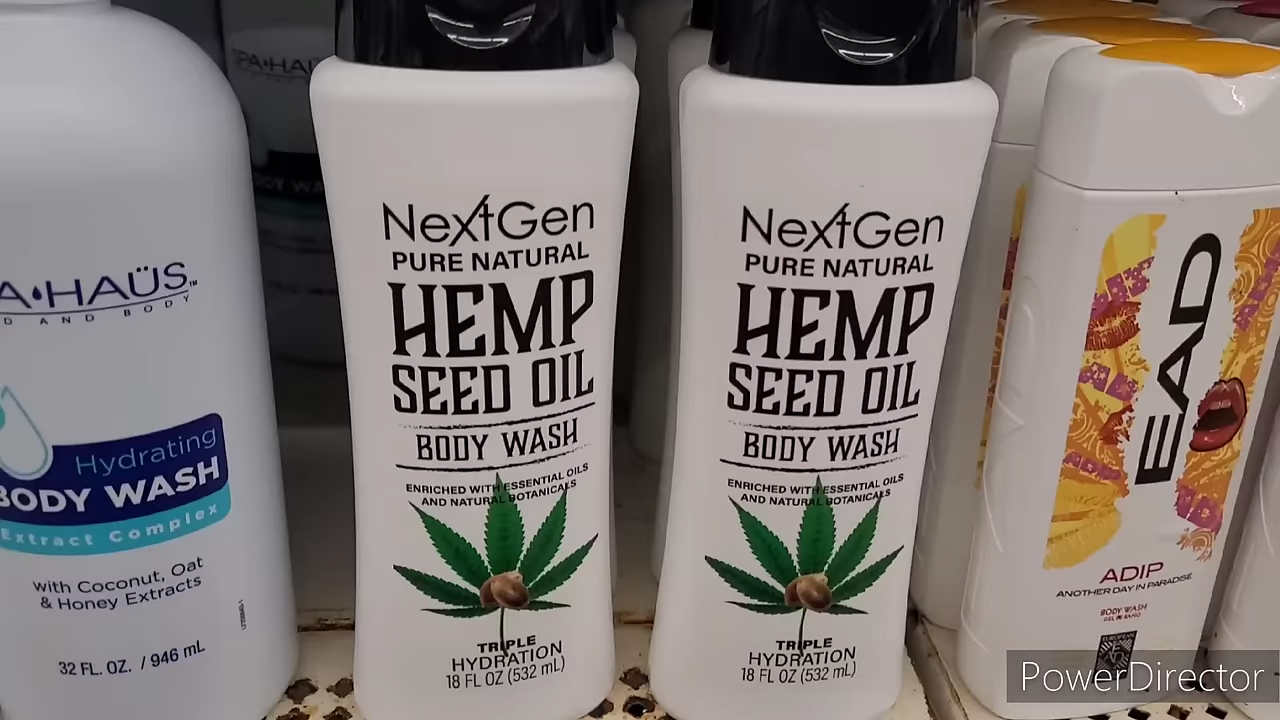 A HAÜS
D AND BODY
Hydrating
BODY WASH
Extract Complex
with Coconut, Oat
& Honey Extracts
32 FL. OZ. / 946 mL
NextGen
PURE NATURAL
HEMP
SEED OIL
BODY WASH
ENRICHED WITH ESSENTIAL OILS
AND NATURAL BOTANICALS
TRIPLE
HYDRATION
18 FL OZ (532 mL)
NextGen
PURE NATURAL
HEMP
SEED OIL
BODY WASH
ENRICHED WITH ESSENTIAL OILS
AND NATURAL BOTANICALS
TRIPLE
HYDRATION
18 FL OZ (532 mL)
EAD
ADIP
ANOTHER DAY IN PARADISE
BODY WASH
EUROPEAN
PowerDirector